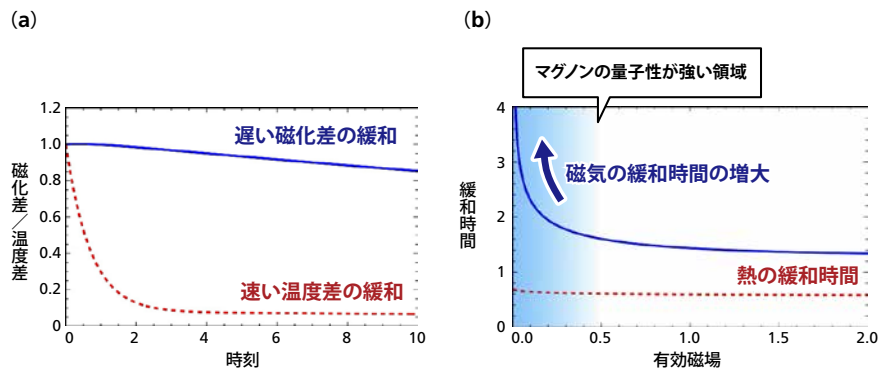 (a)
1.2
1.0
0.8
0.6
0.4
0.2
0
0
2
4
6
8
10
磁化差／温度差
時刻
遅い磁化差の緩和
速い温度差の緩和
(b)
マグノンの量子性が強い領域
4
3
2
1
0
0.0
0.5
1.0
1.5
2.0
緩和時間
有効磁場
磁気の緩和時間の増大
熱の緩和時間